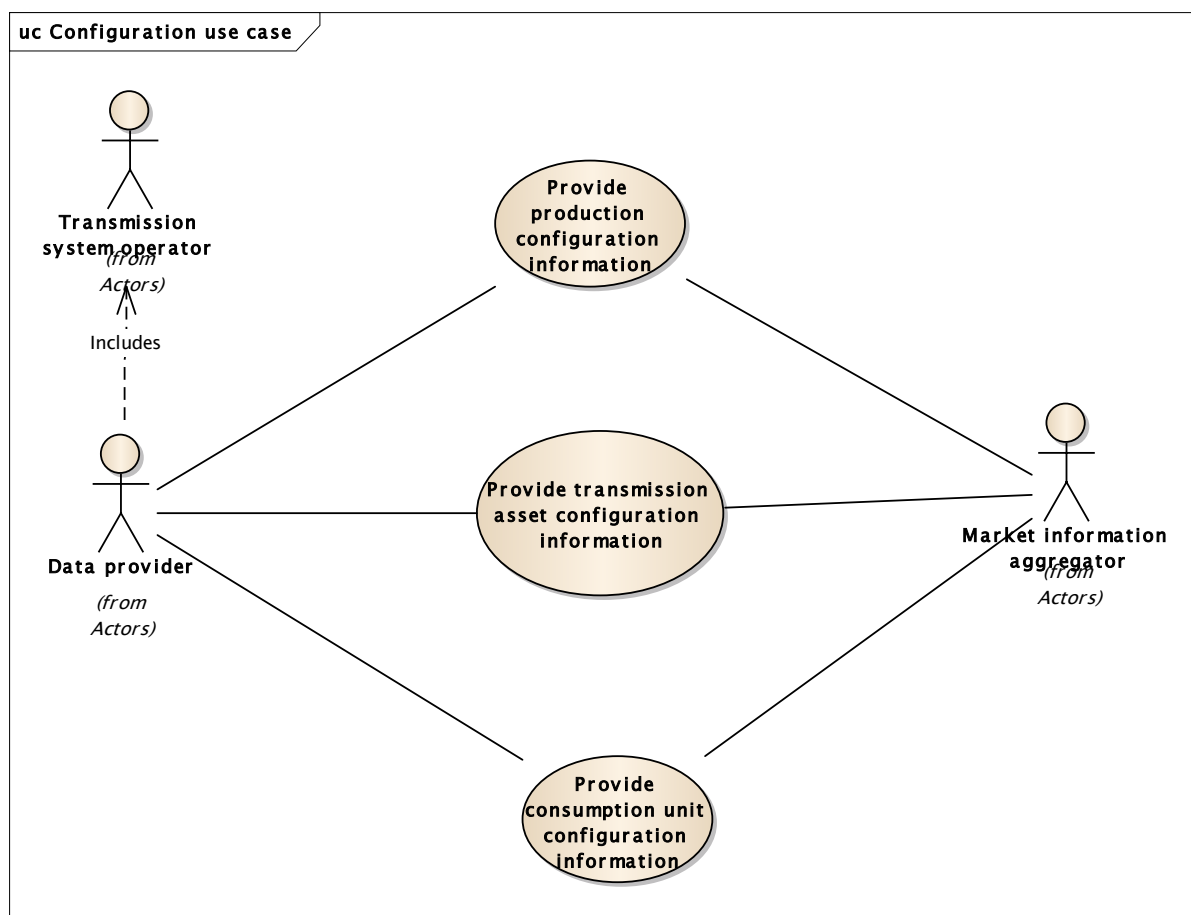 uc Configuration use case
Transmission
system operator
(from
Actors)
Includes
Data provider
(from
Actors)
Provide
production
configuration
information
Provide transmission
asset configuration
information
Provide
consumption unit
configuration
information
Market information
aggregator
(from
Actors)